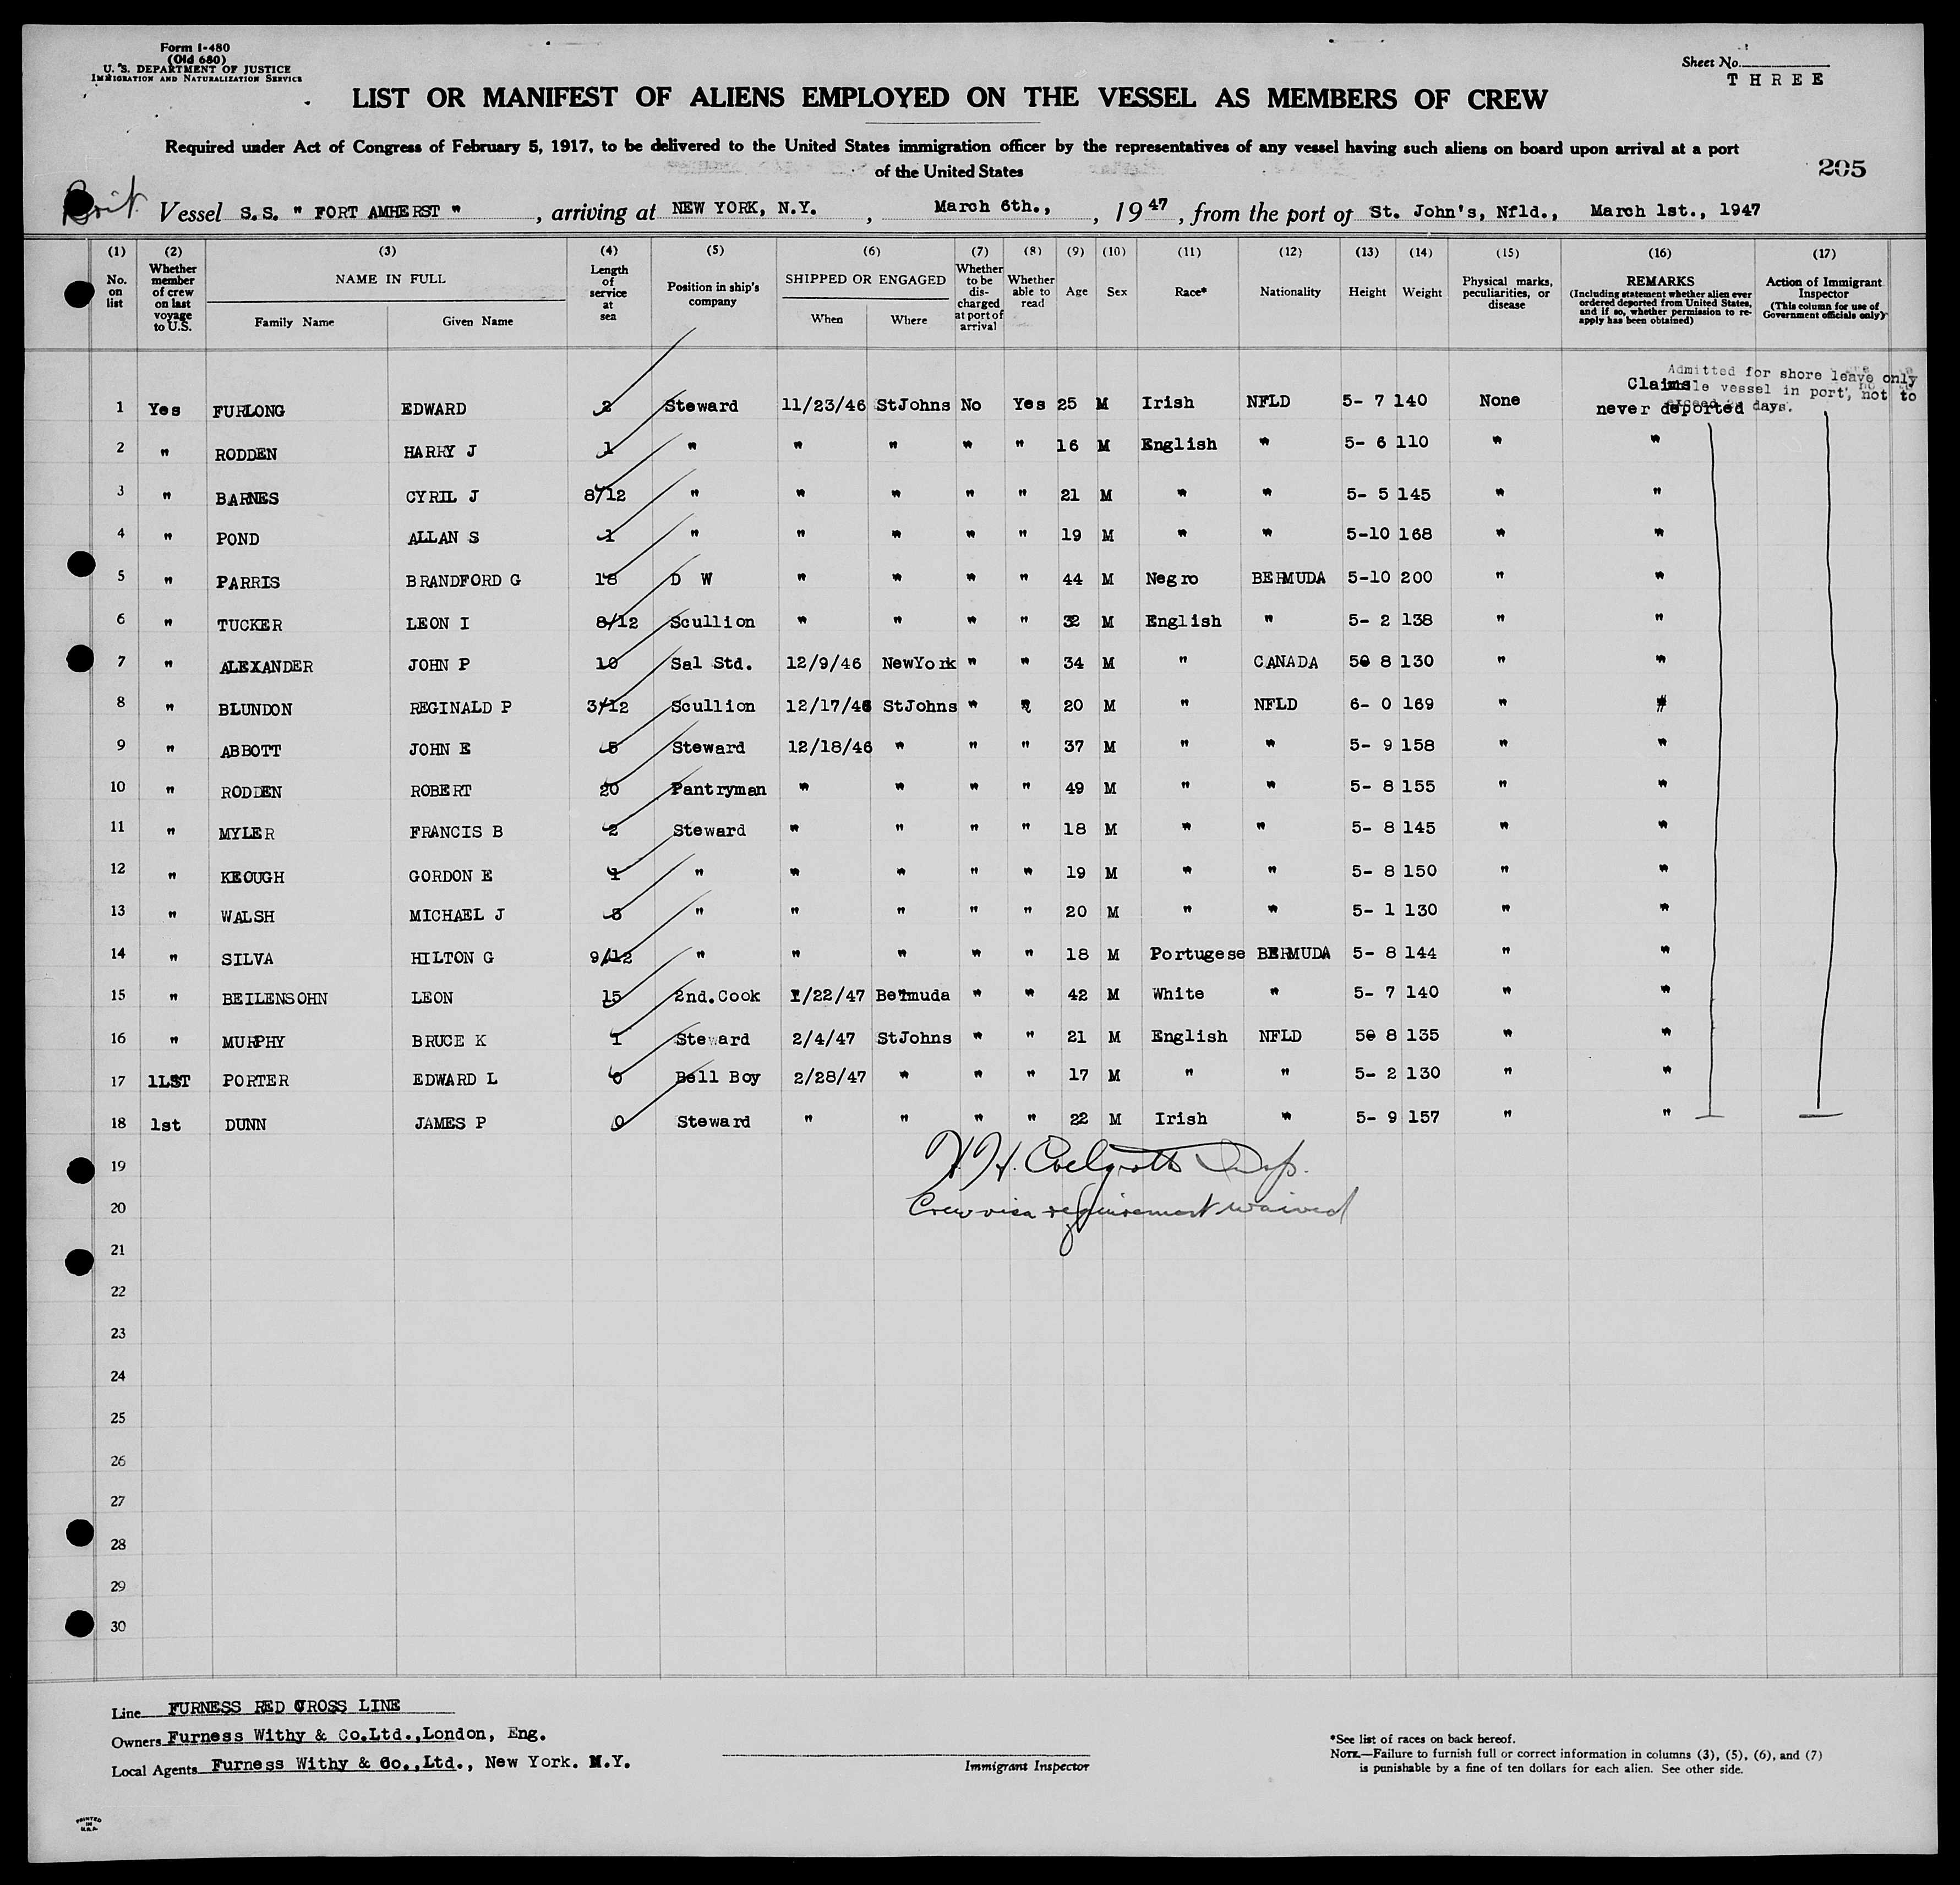 Form I-480
(Old 680)
U. S. DEPARTMENT OF JUSTICE
IMMIGRATION AND NATURALIZATION SERVICE
Sheet No.
T H R E E
LIST OR MANIFEST OF ALIENS EMPLOYED ON THE VESSEL AS MEMBERS OF CREW
Required under Act of Congress of February 5, 1917, to be delivered to the United States immigration officer by the representatives of any vessel having such aliens on board upon arrival at a port
of the United States
205
Brit. Vessel S.S. " FORT AMHERST " , arriving at NEW YORK, N.Y. , March 6th., , 19 47 , from the port of St. John's, Nfld., March 1st., 1947
(1) (2) (3) (4) (5) (6) (7) (8) (9) (10) (11) (12) (13) (14) (15) (16) (17)
No. on list
Whether member of crew on last voyage to U.S.
NAME IN FULL
Family Name Given Name
Length of service at sea
Position in ship's company
SHIPPED OR ENGAGED
When Where
Whether to be discharged at port of arrival
Whether able to read
Age
Sex
Race*
Nationality
Height
Weight
Physical marks, peculiarities, or disease
REMARKS
(Including statement whether alien ever ordered deported from United States, and if so, whether permission to re-apply has been obtained)
Action of Immigrant Inspector
(This column for use of Government officials only)
Admitted for shore leave only
Claims vessel in port, not to
1 Yes FURLONG EDWARD 2 Steward 11/23/46 StJohns No Yes 25 M Irish NFLD 5- 7 140 None never deported days.
2 " RODDEN HARRY J 1 " " " " " 16 M English " 5- 6 110 " "
3 " BARNES CYRIL J 8/12 " " " " " 21 M " " 5- 5 145 " "
4 " POND ALLAN S 1 " " " " " 19 M " " 5-10 168 " "
5 " PARRIS BRANDFORD G 18 D W " " " " 44 M Negro BERMUDA 5-10 200 " "
6 " TUCKER LEON I 8/12 Scullion " " " " 32 M English " 5- 2 138 " "
7 " ALEXANDER JOHN P 10 Sal Std. 12/9/46 NewYork " " 34 M " CANADA 5 8 130 " "
8 " BLUNDON REGINALD P 3/12 Scullion 12/17/46 StJohns " " 20 M " NFLD 6- 0 169 " "
9 " ABBOTT JOHN E 5 Steward 12/18/46 " " " 37 M " " 5- 9 158 " "
10 " RODDEN ROBERT 20 Pantryman " " " " 49 M " " 5- 8 155 " "
11 " MYLER FRANCIS B 2 Steward " " " " 18 M " " 5- 8 145 " "
12 " KEOUGH GORDON E 1 " " " " " 19 M " " 5- 8 150 " "
13 " WALSH MICHAEL J 5 " " " " " 20 M " " 5- 1 130 " "
14 " SILVA HILTON G 9/12 " " " " " 18 M Portugese BERMUDA 5- 8 144 " "
15 " BEILENSOHN LEON 15 2nd.Cook 1/22/47 Bermuda " " 42 M White " 5- 7 140 " "
16 " MURPHY BRUCE K 1 Steward 2/4/47 StJohns " " 21 M English NFLD 5 8 135 " "
17 1LST PORTER EDWARD L 0 Bell Boy 2/28/47 " " " 17 M " " 5- 2 130 " "
18 1st DUNN JAMES P 0 Steward " " " " 22 M Irish " 5- 9 157 " "
19 H.
20 Crew visa requirement waived
21
22
23
24
25
26
27
28
29
30
Line FURNESS RED CROSS LINE
Owners Furness Withy & Co.Ltd.,London, Eng.
Local Agents Furness Withy & Co.,Ltd., New York. N.Y.
Immigrant Inspector
*See list of races on back hereof.
NOTE.—Failure to furnish full or correct information in columns (3), (5), (6), and (7)
is punishable by a fine of ten dollars for each alien. See other side.
PRINTED
IN
U.S.A.